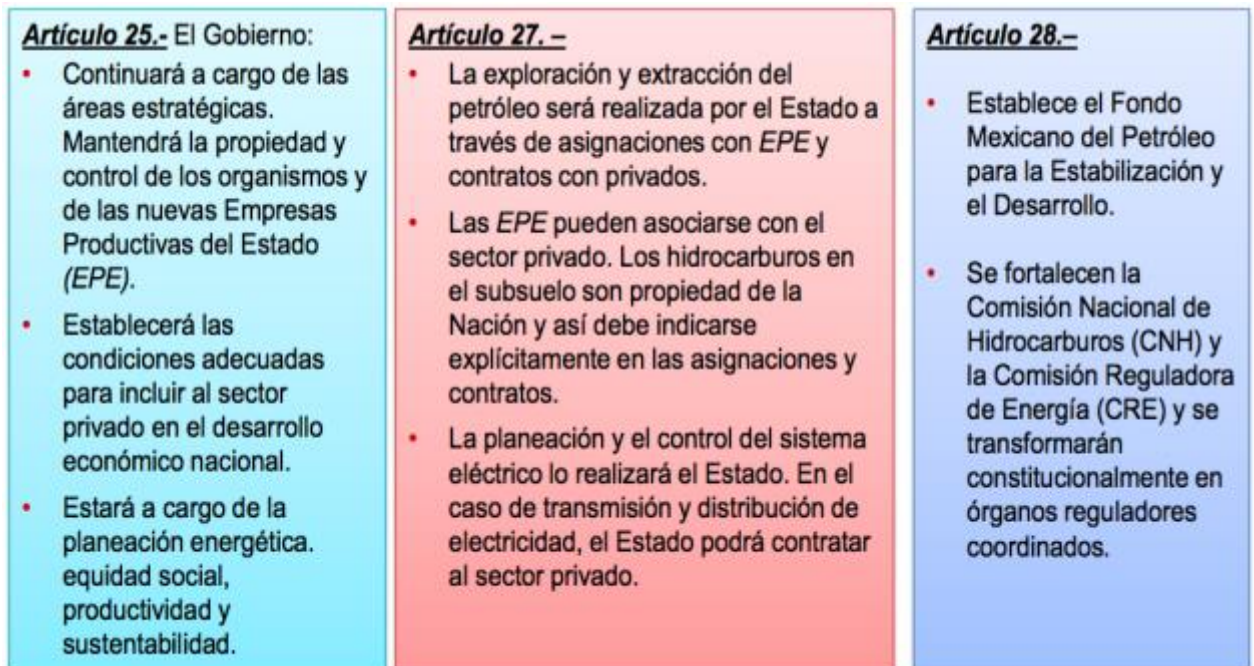 Artículo 25.- El Gobierno:
• Continuará a cargo de las
áreas estratégicas.
Mantendrá la propiedad y
control de los organismos y
de las nuevas Empresas
Productivas del Estado
(EPE).
• Establecerá las
condiciones adecuadas
para incluir al sector
privado en el desarrollo
económico nacional.
• Estará a cargo de la
planeación energética.
equidad social,
productividad y
sustentabilidad.
Artículo 27. –
• La exploración y extracción del
petróleo será realizada por el Estado a
través de asignaciones con EPE y
contratos con privados.
• Las EPE pueden asociarse con el
sector privado. Los hidrocarburos en
el subsuelo son propiedad de la
Nación y así debe indicarse
explícitamente en las asignaciones y
contratos.
• La planeación y el control del sistema
eléctrico lo realizará el Estado. En el
caso de transmisión y distribución de
electricidad, el Estado podrá contratar
al sector privado.
Artículo 28.–
• Establece el Fondo
Mexicano del Petróleo
para la Estabilización y
el Desarrollo.
• Se fortalecen la
Comisión Nacional de
Hidrocarburos (CNH) y
la Comisión Reguladora
de Energía (CRE) y se
transformarán
constitucionalmente en
órganos reguladores
coordinados.